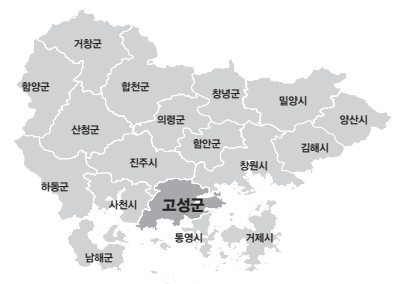 거창군
함양군
합천군
창녕군
밀양시
의령군
양산시
산청군
함안군
김해시
진주시
창원시
하동군
사천시
고성군
통영시
거제시
남해군